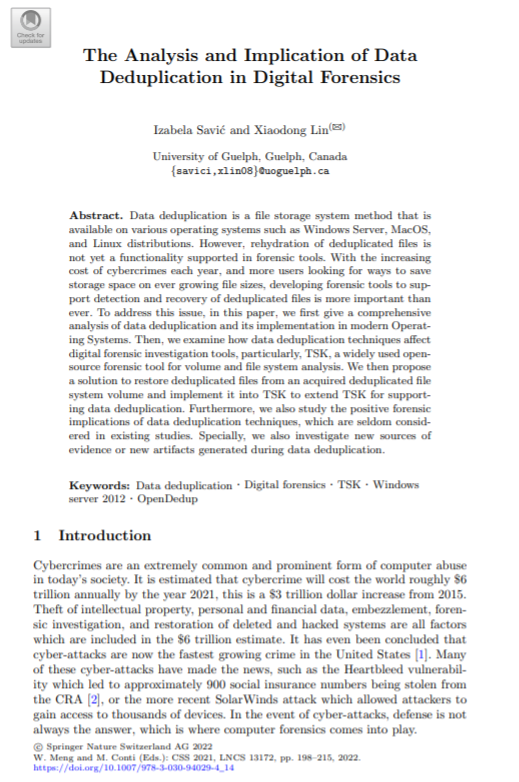 Check for
updates
The Analysis and Implication of Data
Deduplication in Digital Forensics
Izabela Savić and Xiaodong Lin(✉)
University of Guelph, Guelph, Canada
{savici,xlin08}@uoguelph.ca
Abstract. Data deduplication is a file storage system method that is
available on various operating systems such as Windows Server, MacOS,
and Linux distributions. However, rehydration of deduplicated files is
not yet a functionality supported in forensic tools. With the increasing
cost of cybercrimes each year, and more users looking for ways to save
storage space on ever growing file sizes, developing forensic tools to sup-
port detection and recovery of deduplicated files is more important than
ever. To address this issue, in this paper, we first give a comprehensive
analysis of data deduplication and its implementation in modern Operat-
ing Systems. Then, we examine how data deduplication techniques affect
digital forensic investigation tools, particularly, TSK, a widely used open-
source forensic tool for volume and file system analysis. We then propose
a solution to restore deduplicated files from an acquired deduplicated file
system volume and implement it into TSK to extend TSK for support-
ing data deduplication. Furthermore, we also study the positive forensic
implications of data deduplication techniques, which are seldom consid-
ered in existing studies. Specially, we also investigate new sources of
evidence or new artifacts generated during data deduplication.
Keywords: Data deduplication · Digital forensics · TSK · Windows
server 2012 · OpenDedup
1 Introduction
Cybercrimes are an extremely common and prominent form of computer abuse
in today's society. It is estimated that cybercrime will cost the world roughly $6
trillion annually by the year 2021, this is a $3 trillion dollar increase from 2015.
Theft of intellectual property, personal and financial data, embezzlement, foren-
sic investigation, and restoration of deleted and hacked systems are all factors
which are included in the $6 trillion estimate. It has even been concluded that
cyber-attacks are now the fastest growing crime in the United States [1]. Many
of these cyber-attacks have made the news, such as the Heartbleed vulnerabil-
ity which led to approximately 900 social insurance numbers being stolen from
the CRA [2], or the more recent SolarWinds attack which allowed attackers to
gain access to thousands of devices. In the event of cyber-attacks, defense is not
always the answer, which is where computer forensics comes into play.
© Springer Nature Switzerland AG 2022
W. Meng and M. Conti (Eds.): CSS 2021, LNCS 13172, pp. 198–215, 2022.
https://doi.org/10.1007/978-3-030-94029-4_14